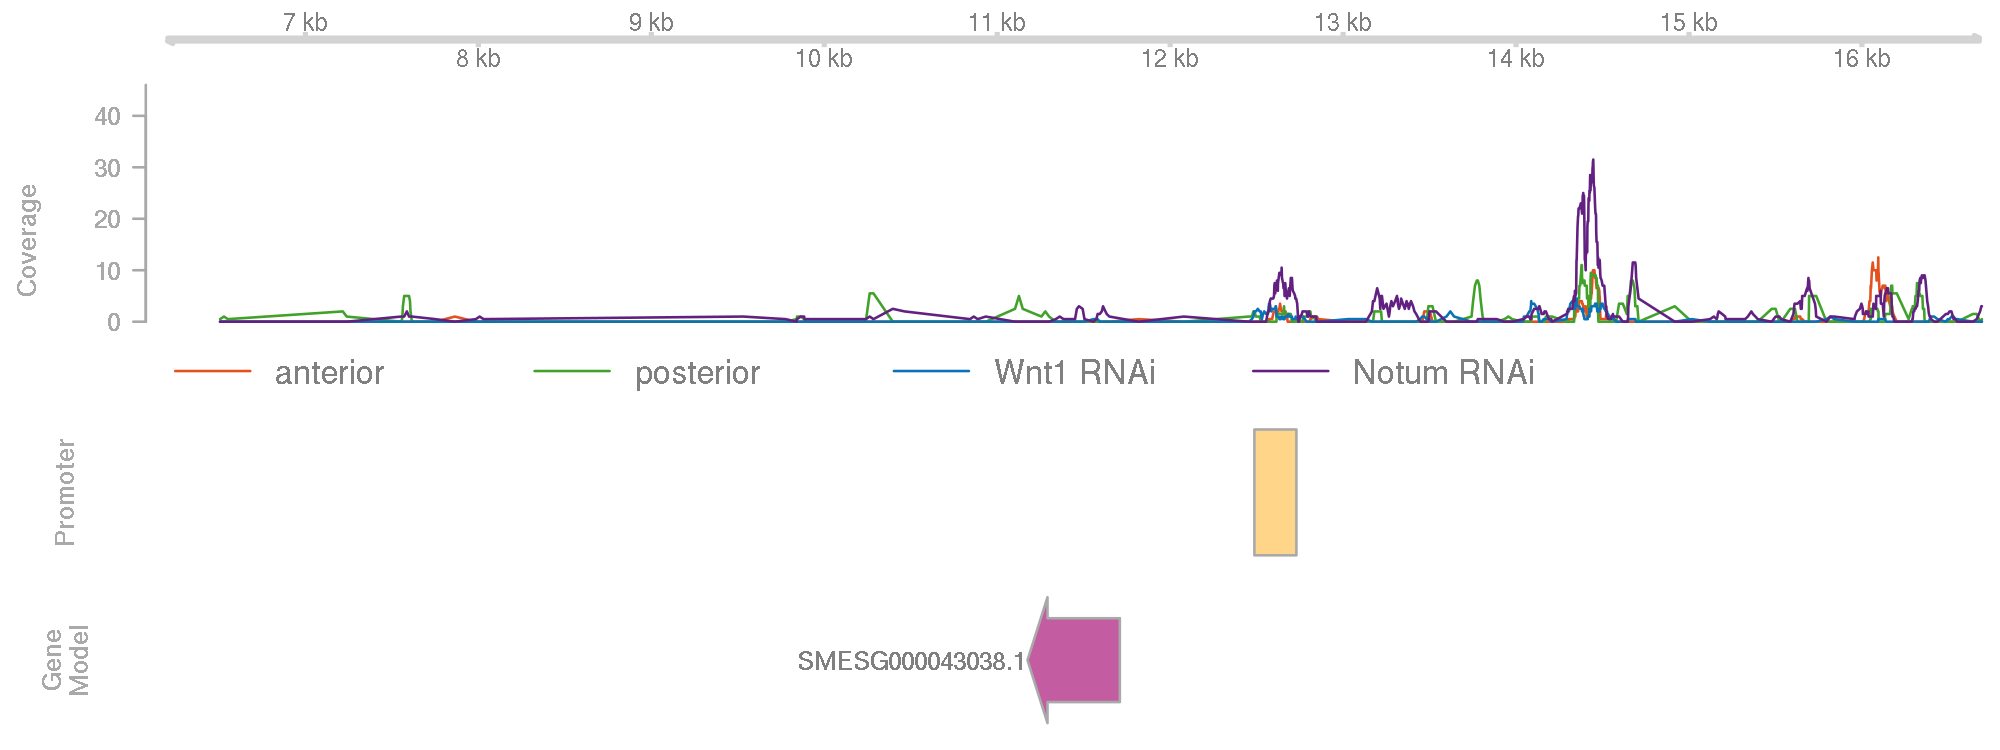 7 kb 9 kb 11 kb 13 kb 15 kb
8 kb 10 kb 12 kb 14 kb 16 kb
Coverage
40
30
20
10
0
anterior posterior Wnt1 RNAi Notum RNAi
Promoter
Gene
Model
SMESG000043038.1